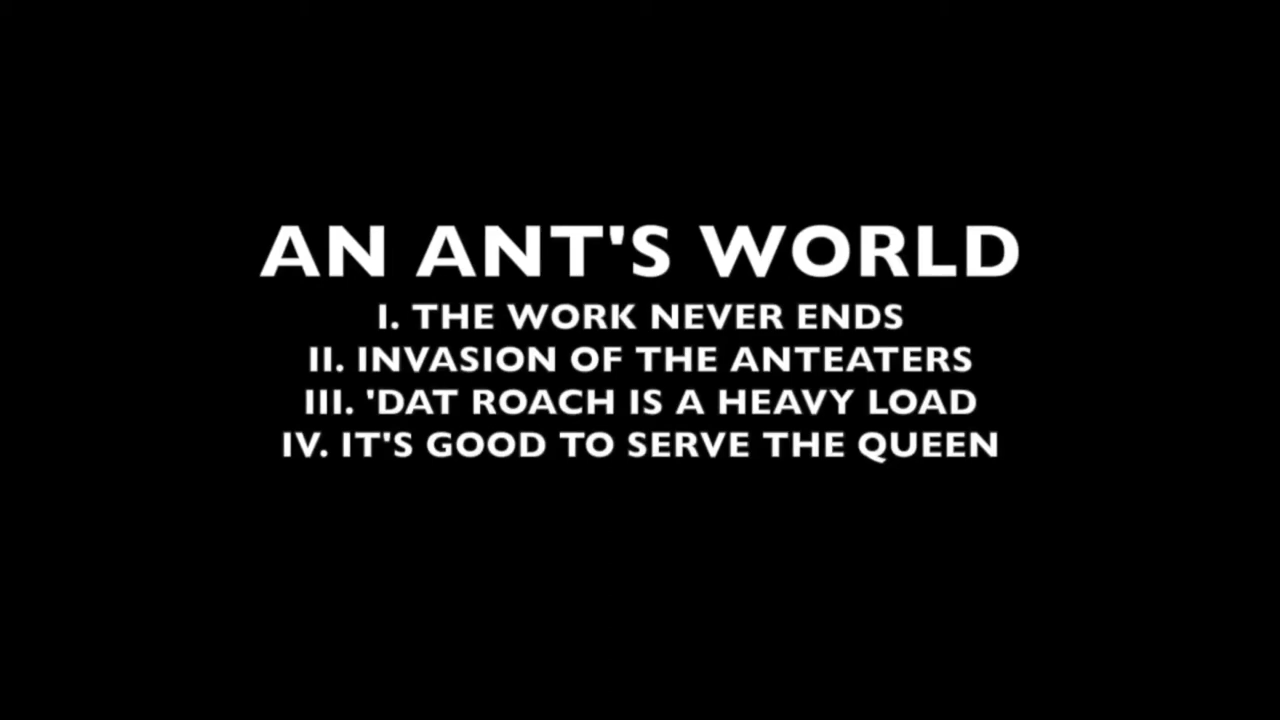 AN ANT'S WORLD
I. THE WORK NEVER ENDS
II. INVASION OF THE ANTEATERS
III. 'DAT ROACH IS A HEAVY LOAD
IV. IT'S GOOD TO SERVE THE QUEEN